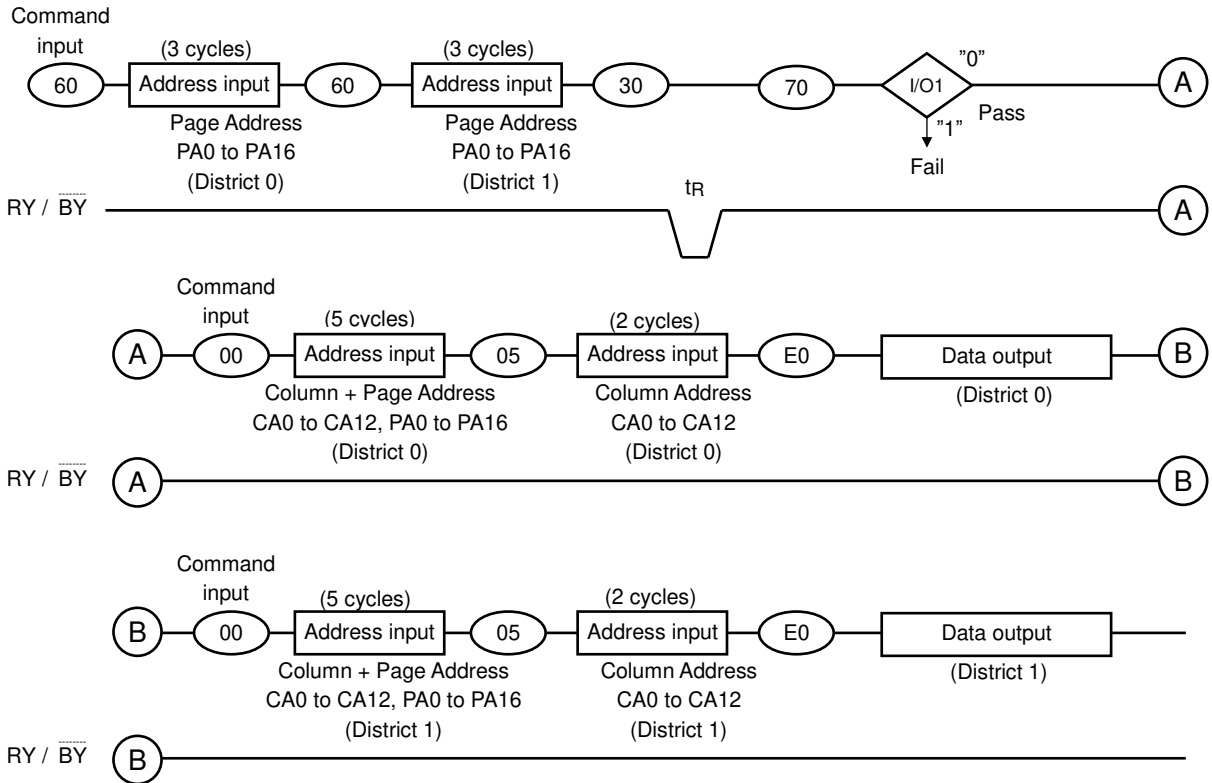 Command
input
(3 cycles)
(3 cycles)
"0"
60
Address input
60
Address input
30
70
I/O1
A
Pass
"1"
Page Address
PA0 to PA16
(District 0)
Page Address
PA0 to PA16
(District 1)
Fail
tR
RY / BY
A
Command
input
(5 cycles)
(2 cycles)
A
00
Address input
05
Address input
E0
Data output
B
Column + Page Address
CA0 to CA12, PA0 to PA16
(District 0)
Column Address
CA0 to CA12
(District 0)
(District 0)
RY / BY
A
B
Command
input
(5 cycles)
(2 cycles)
B
00
Address input
05
Address input
E0
Data output
Column + Page Address
CA0 to CA12, PA0 to PA16
(District 1)
Column Address
CA0 to CA12
(District 1)
(District 1)
RY / BY
B